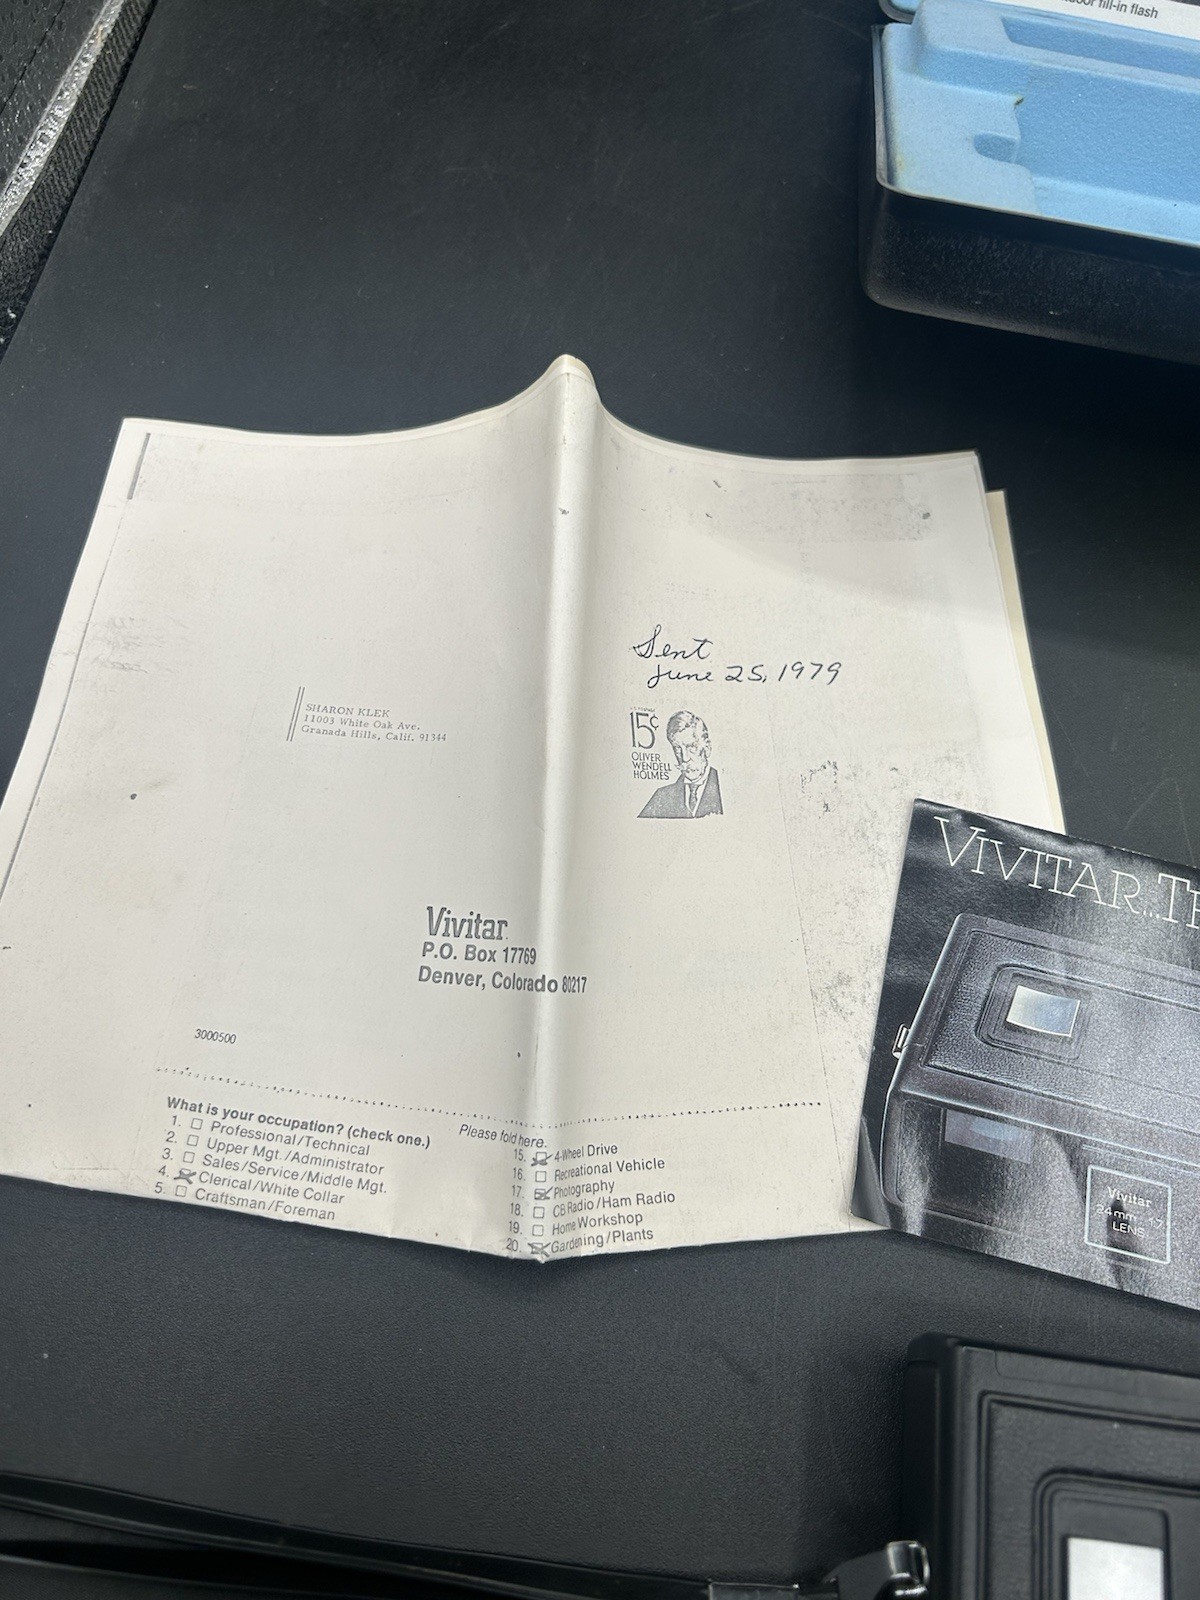 door fill-in flash
Sent
June 25, 1979
SHARON KLEK
11003 White Oak Ave.
Granada Hills, Calif. 91344
15¢
OLIVER
WENDELL
HOLMES
Vivitar
P.O. Box 17769
Denver, Colorado 80217
3000500
What is your occupation? (check one.)
1. Professional/Technical
2. Upper Mgt./Administrator
3. Sales/Service/Middle Mgt.
4. Clerical/White Collar
5. Craftsman/Foreman
Please fold here.
15. 4-Wheel Drive
16. Recreational Vehicle
17. Photography
18. CB Radio/Ham Radio
19. Home Workshop
20. Gardening/Plants
VIVITAR...
Vivitar
24mm
LENS